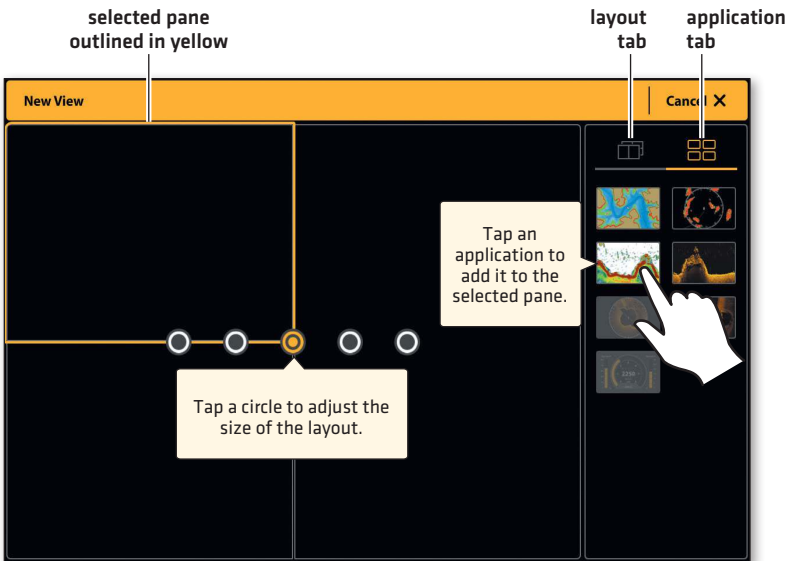 selected pane
outlined in yellow
layout
tab
application
tab
New View
Cancel X
Tap an
application to
add it to the
selected pane.
Tap a circle to adjust the
size of the layout.